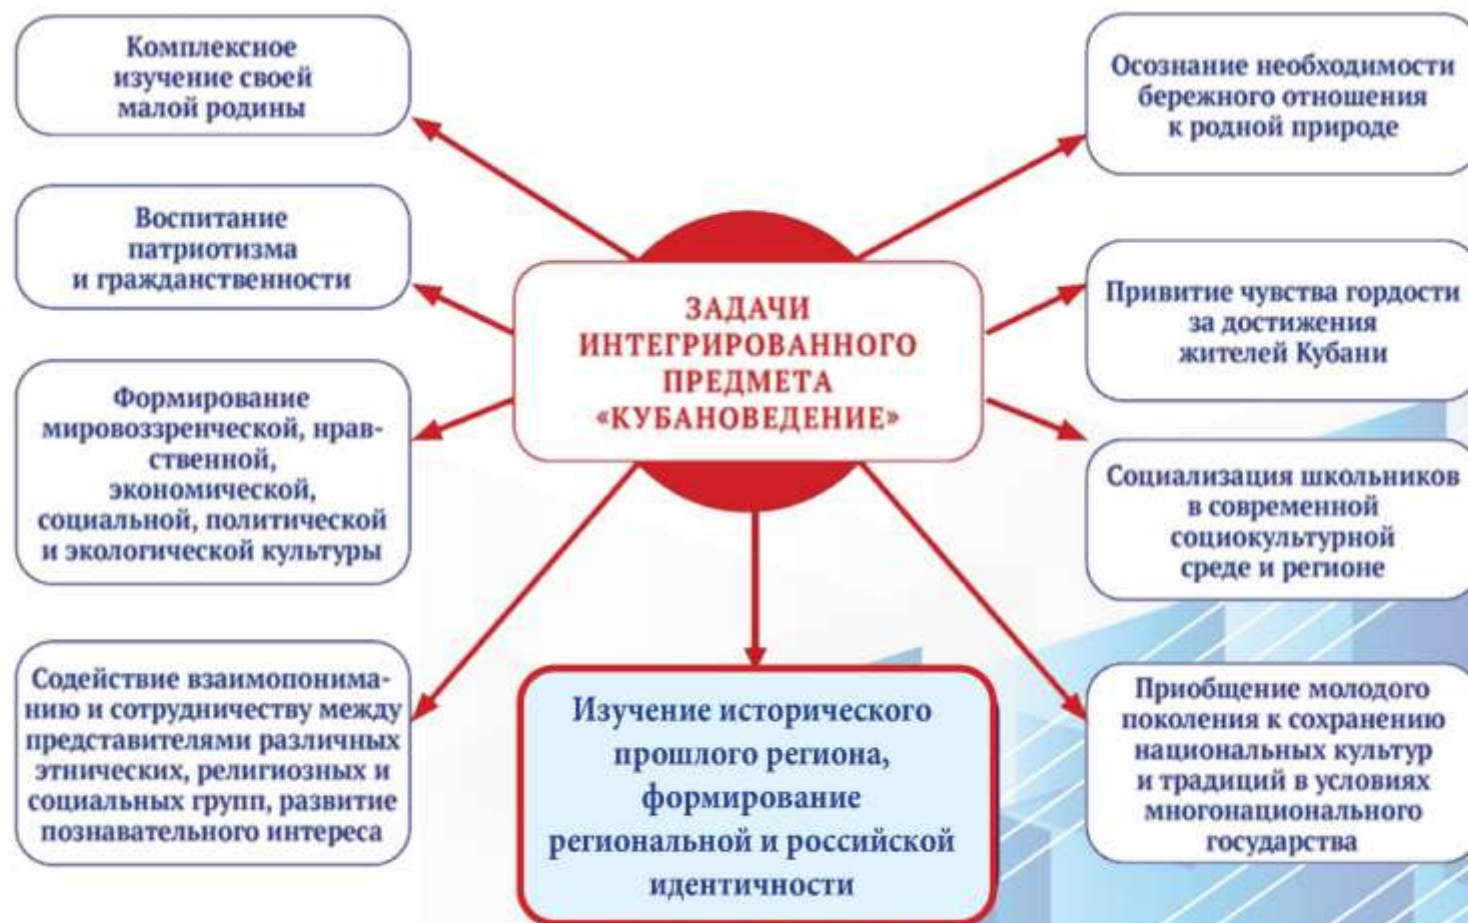 Комплексное
изучение своей
малой родины
Воспитание
патриотизма
и гражданственности
Формирование
мировоззренческой, нрав-
ственной,
экономической,
социальной, политической
и экологической культуры
Содействие взаимопонима-
нию и сотрудничеству между
представителями различных
этнических, религиозных и
социальных групп, развитие
познавательного интереса
ЗАДАЧИ
ИНТЕГРИРОВАННОГО
ПРЕДМЕТА
«КУБАНОВЕДЕНИЕ»
Изучение исторического
прошлого региона,
формирование
региональной и российской
идентичности
Осознание необходимости
бережного отношения
к родной природе
Привитие чувства гордости
за достижения
жителей Кубани
Социализация школьников
в современной
социокультурной
среде и регионе
Приобщение молодого
поколения к сохранению
национальных культур
и традиций в условиях
многонационального
государства